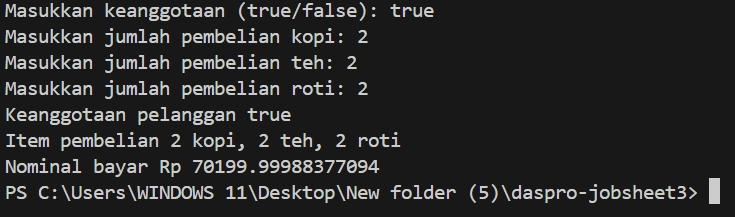 Masukkan keanggotaan (true/false): true
Masukkan jumlah pembelian kopi: 2
Masukkan jumlah pembelian teh: 2
Masukkan jumlah pembelian roti: 2
Keanggotaan pelanggan true
Item pembelian 2 kopi, 2 teh, 2 roti
Nominal bayar Rp 70199.99988377094
PS C:\Users\WINDOWS 11\Desktop\New folder (5)\daspro-jobsheet3>